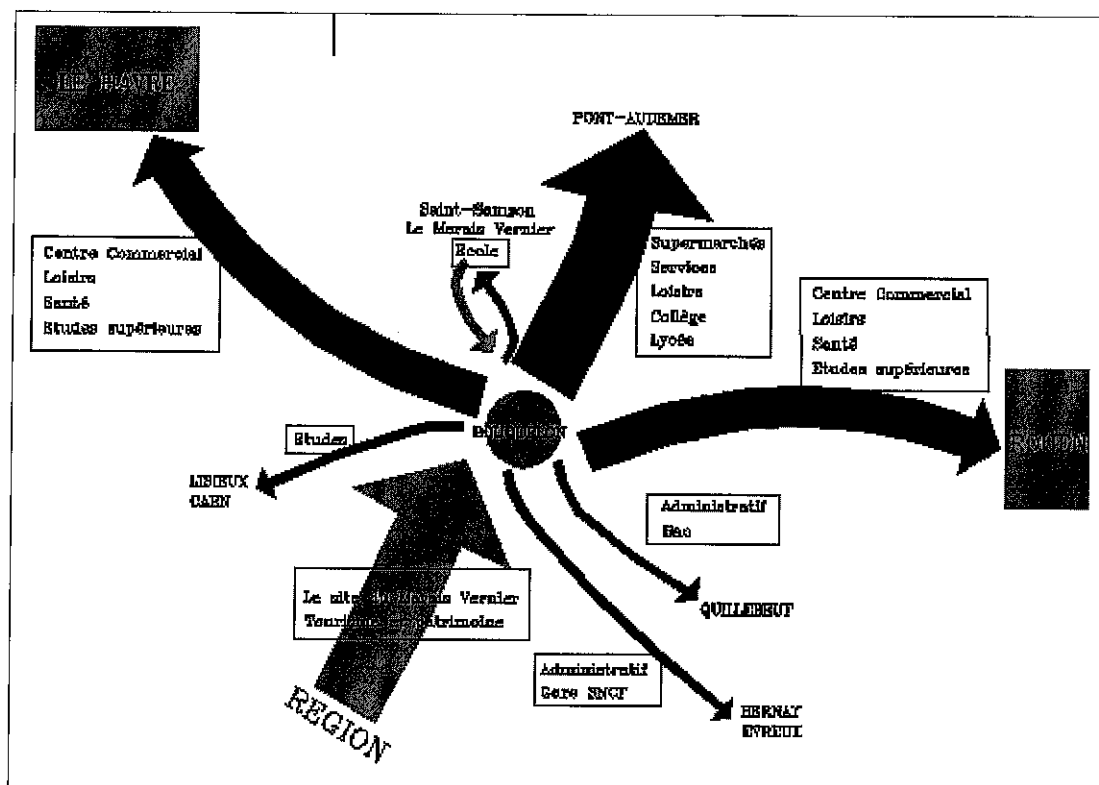 LE HAVRE
PONT-AUDEMER
Saint-Samson
Le Marais Vernier
Ecole
Supermarchés
Services
Loisirs
Collège
Lycée
Centre Commercial
Loisirs
Santé
Etudes supérieures
Centre Commercial
Loisirs
Santé
Etudes supérieures
BOUQUELON
ROUEN
Etudes
LISIEUX
CAEN
Administratif
Bac
QUILLEBEUF
Le site du Marais Vernier
Tourisme et patrimoine
Administratif
Gare SNCF
REGION
BERNAY
EVREUX